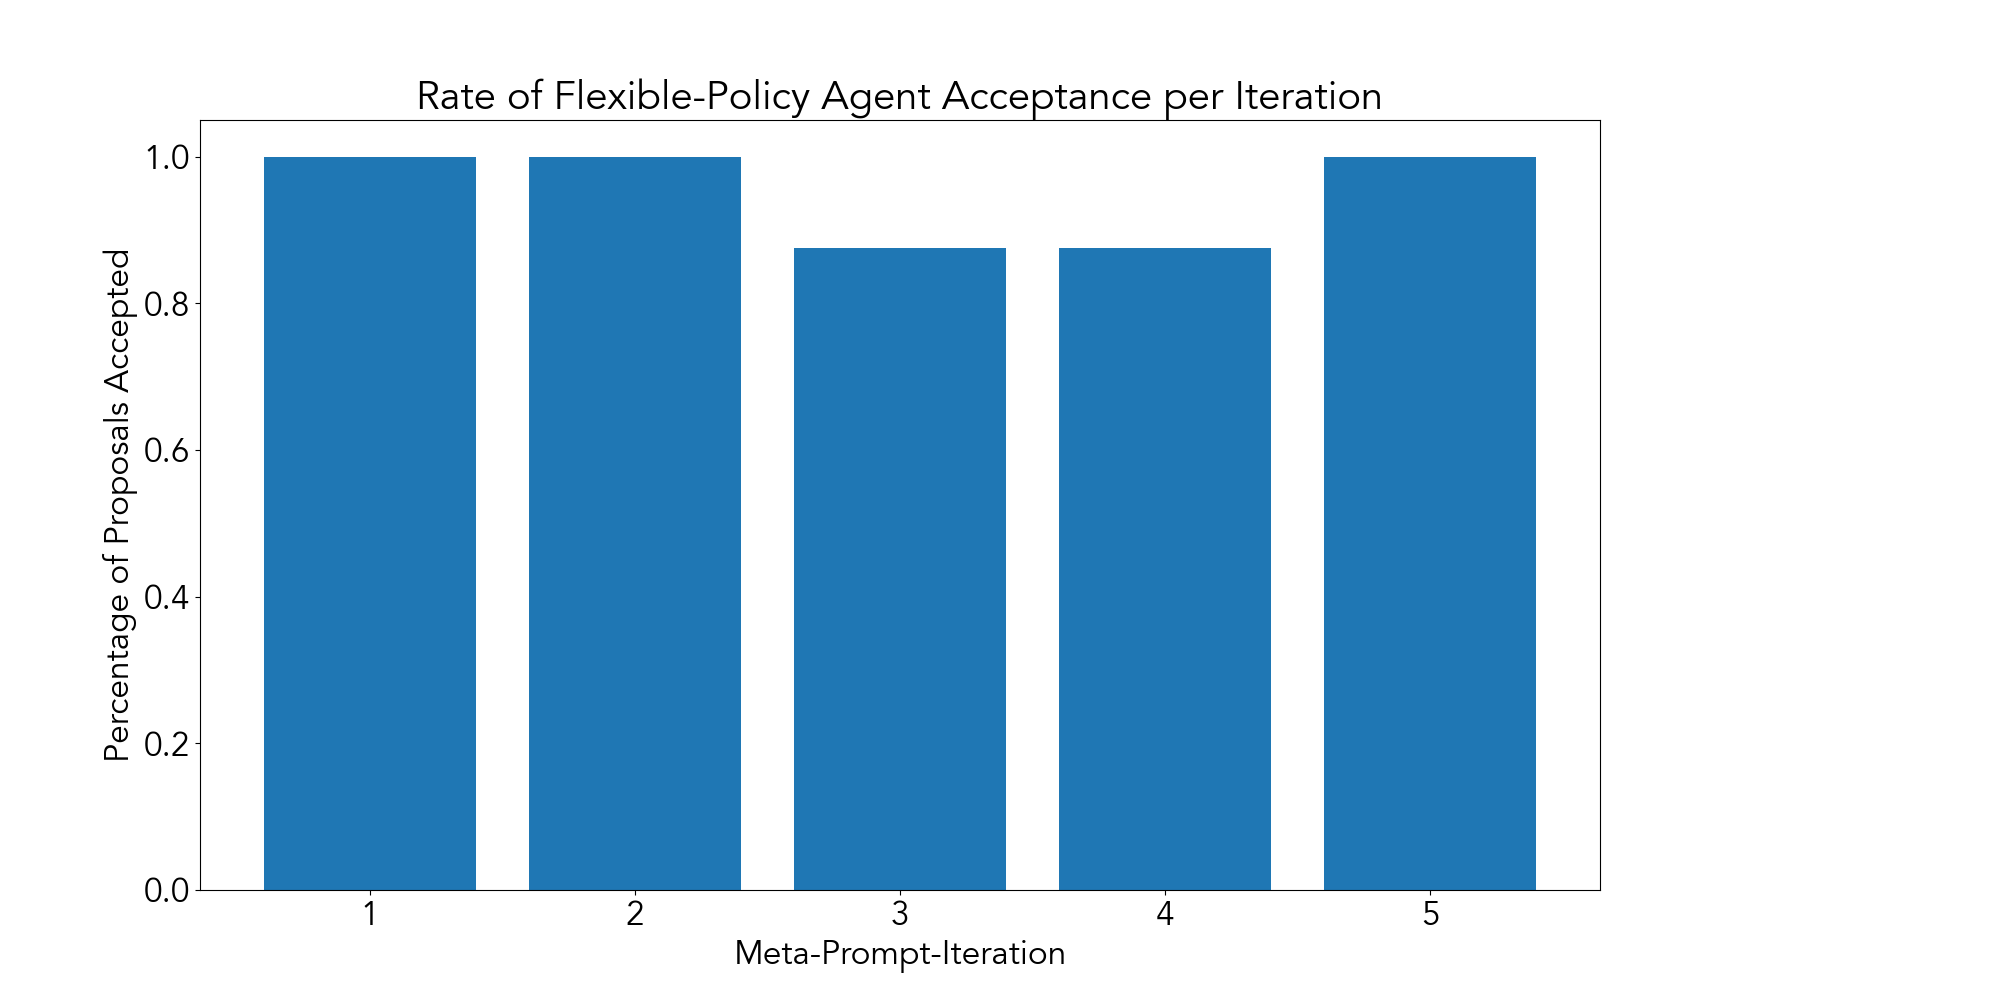 Rate of Flexible-Policy Agent Acceptance per Iteration
Percentage of Proposals Accepted
1.0
0.8
0.6
0.4
0.2
0.0
1 2 3 4 5
Meta-Prompt-Iteration